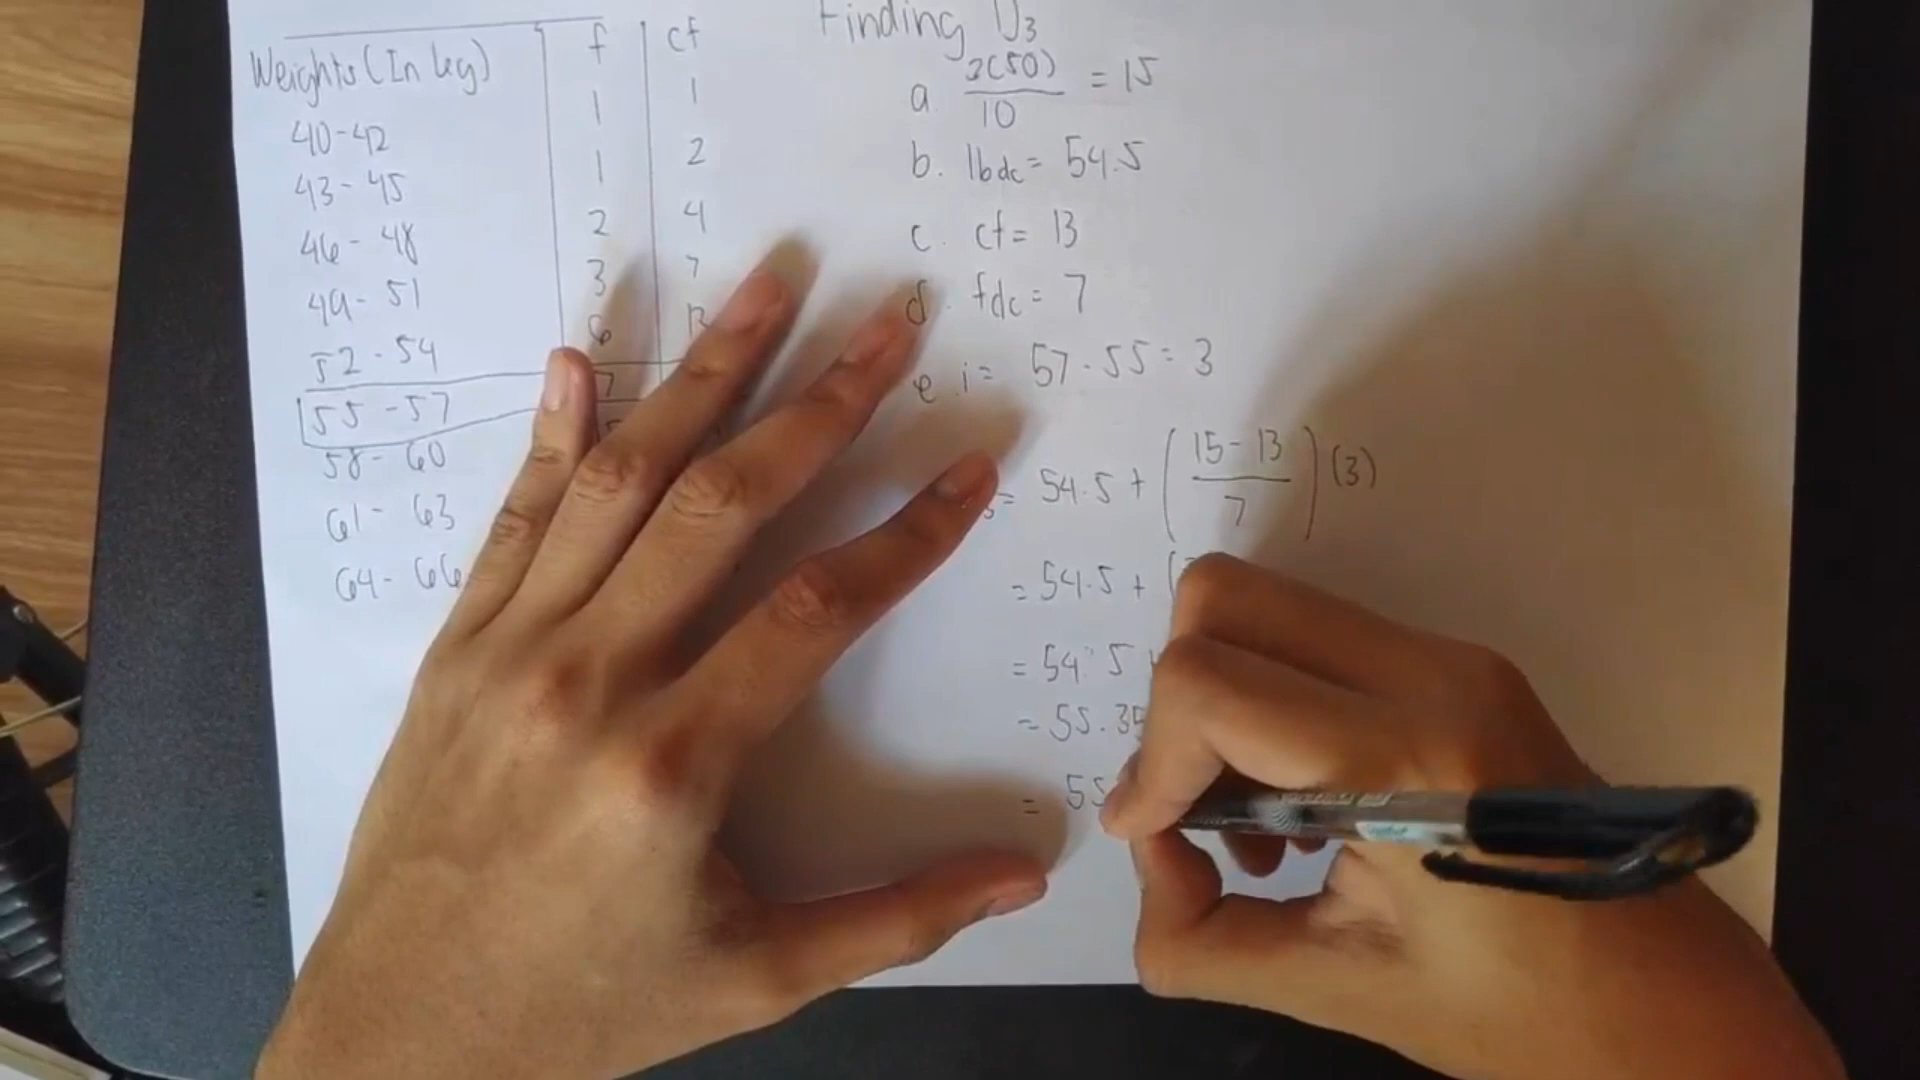 Weights (In kg) f cf
40-42 1 1
43-45 1 2
46-48 2 4
49-51 3 7
52-54 6 13
55-57 7
58-60
61-63
64-66
Finding D3
a. 3(50)/10 = 15
b. lbdc = 54.5
c. cf = 13
d. fdc = 7
e. i = 57-55 = 3
3 = 54.5 + (15-13/7)(3)
= 54.5 + (
= 54.5 +
= 55.35
= 55